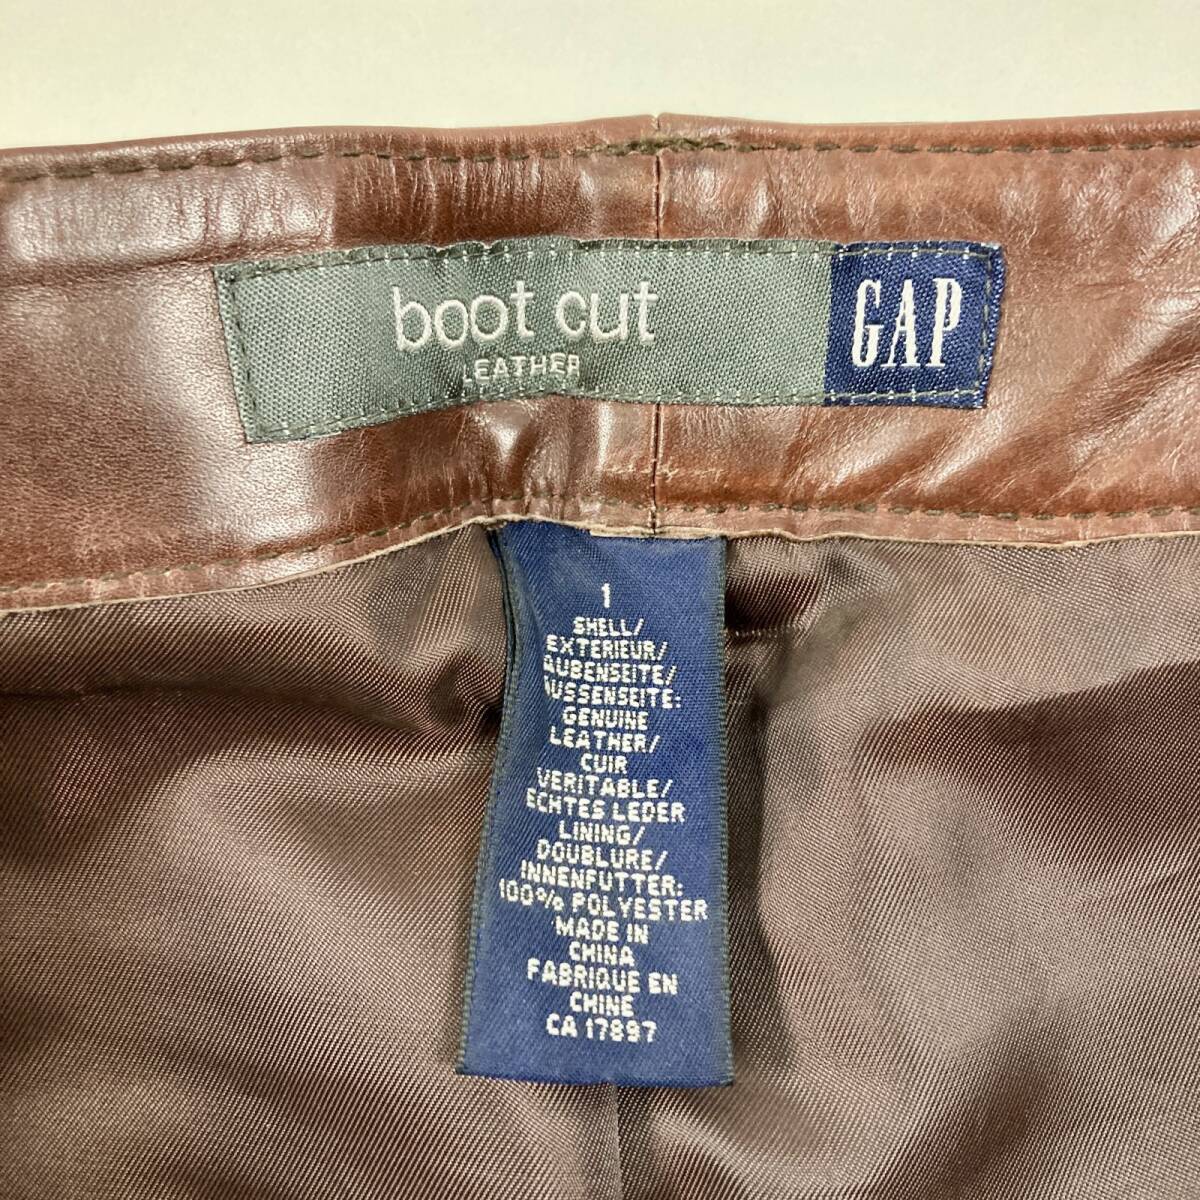 boot cut
LEATHER
GAP
1
SHELL/
EXTERIEUR/
AUBENSEITE/
AUSSENSEITE:
GENUINE
LEATHER/
CUIR
VERITABLE/
ECHTES LEDER
LINING/
DOUBLURE/
INNENFUTTER:
100% POLYESTER
MADE IN
CHINA
FABRIQUE EN
CHINE
CA 17897